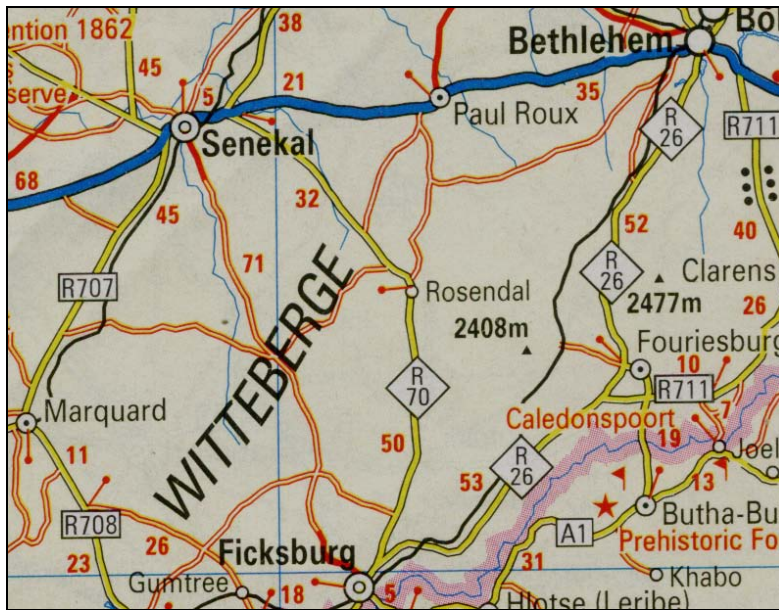 ention 1862
38
Bethlehem
Bo
45
s
serve
5
21
35
Paul Roux
R
26
R711
Senekal
68
45
32
52
40
R707
71
R
26
Clarens
2477m
26
Rosendal
2408m
WITTEBERGE
Fouriesburg
10
R711
R
70
Caledonspoort
7
Marquard
11
50
53
R
26
19
Joel
13
R708
26
A1
Butha-Bu
Prehistoric Fo
23
Ficksburg
31
Khabo
Gumtree
18
5
Hlotse (Leribe)